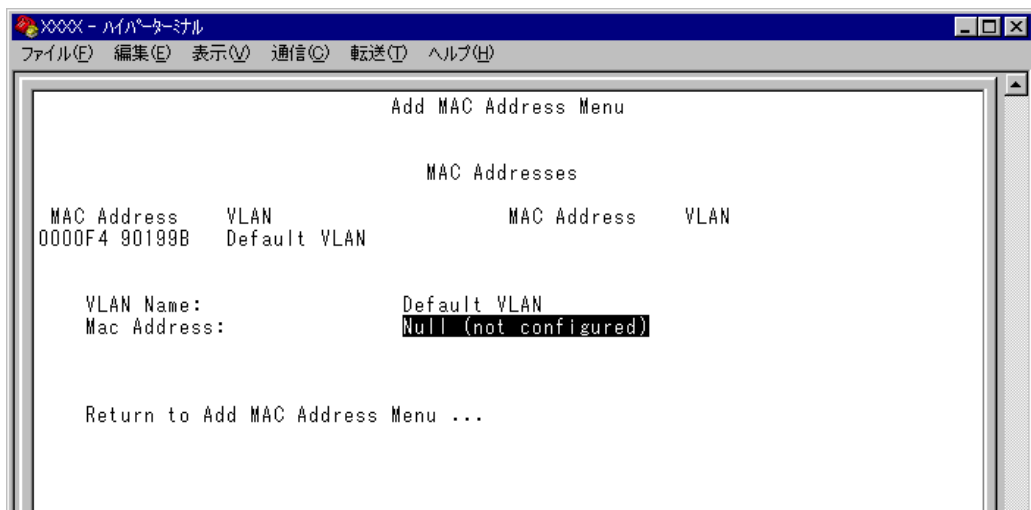 XXXX - ﾊｲﾊﾟｰﾀｰﾐﾅﾙ
ファイル(F) 編集(E) 表示(V) 通信(C) 転送(T) ヘルプ(H)
Add MAC Address Menu
MAC Addresses
MAC Address VLAN MAC Address VLAN
0000F4 90199B Default VLAN
VLAN Name: Default VLAN
Mac Address: Null (not configured)
Return to Add MAC Address Menu ...